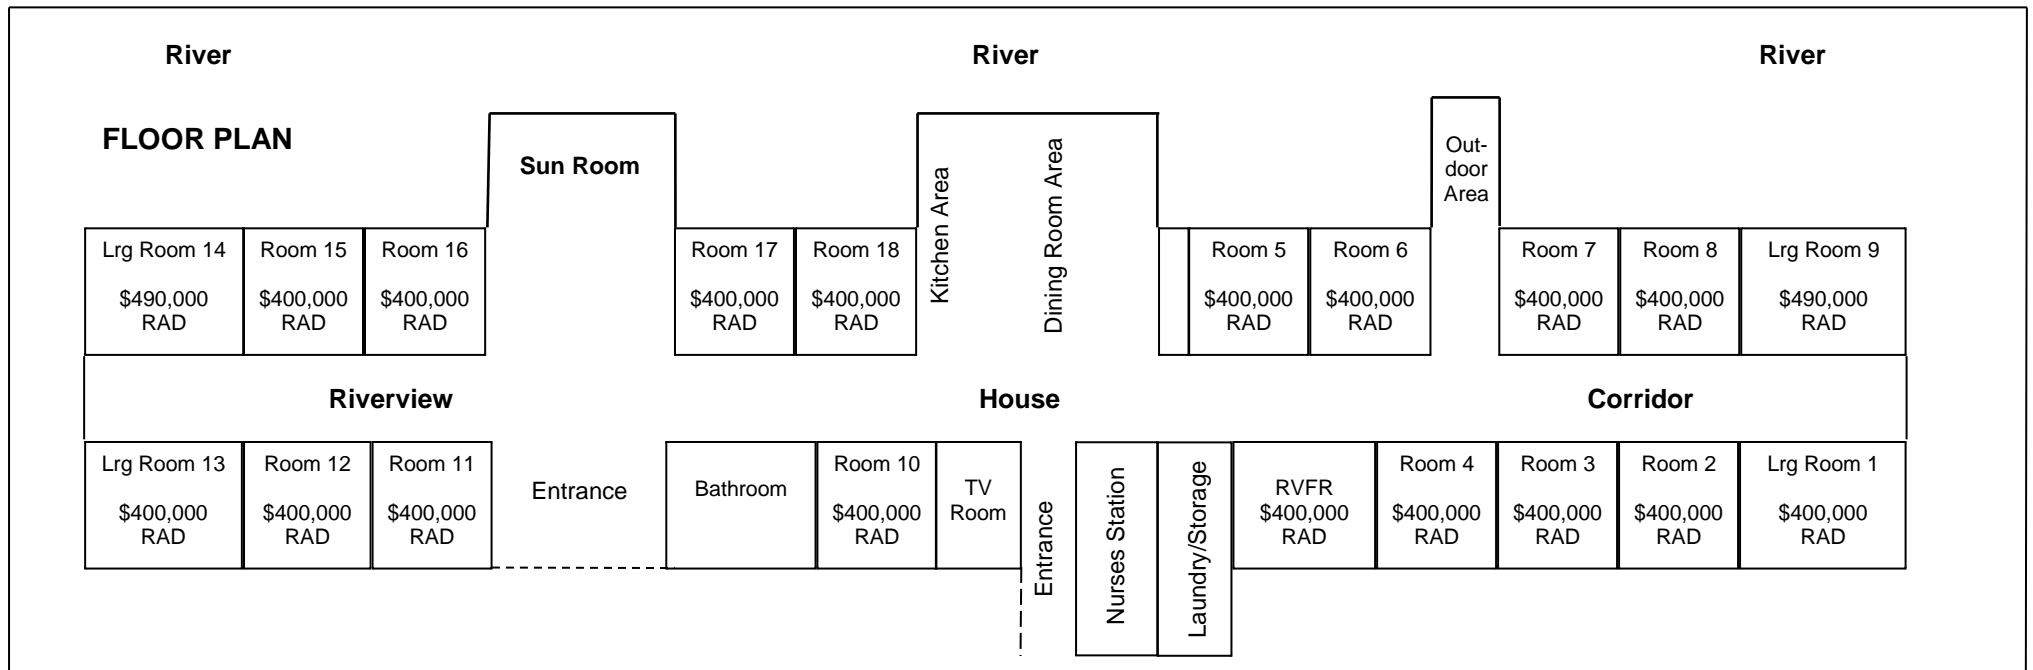 River
River
River
FLOOR PLAN
Sun Room
Kitchen Area
Dining Room Area
Out-
door
Area
Lrg Room 14
$490,000
RAD
Room 15
$400,000
RAD
Room 16
$400,000
RAD
Room 17
$400,000
RAD
Room 18
$400,000
RAD
Room 5
$400,000
RAD
Room 6
$400,000
RAD
Room 7
$400,000
RAD
Room 8
$400,000
RAD
Lrg Room 9
$490,000
RAD
Riverview
House
Corridor
Lrg Room 13
$400,000
RAD
Room 12
$400,000
RAD
Room 11
$400,000
RAD
Entrance
Bathroom
Room 10
$400,000
RAD
TV
Room
Entrance
Nurses Station
Laundry/Storage
RVFR
$400,000
RAD
Room 4
$400,000
RAD
Room 3
$400,000
RAD
Room 2
$400,000
RAD
Lrg Room 1
$400,000
RAD